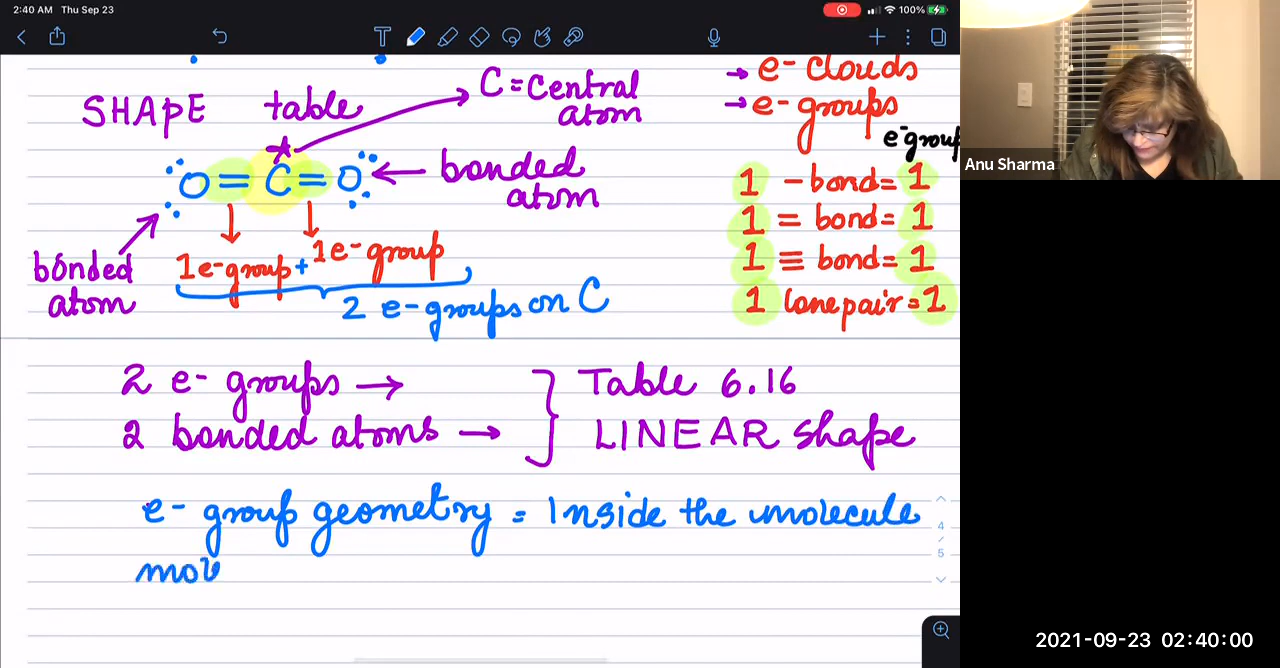 2:40 AM Thu Sep 23
100%
T
SHAPE table
C = Central atom
→ e- clouds
→ e- groups
e- group
O = C = O
bonded atom
bonded atom
1 e- group + 1 e- group
2 e- groups on C
1 - bond = 1
1 = bond = 1
1 ≡ bond = 1
1 lone pair = 1
Anu Sharma
2 e- groups → } Table 6.16
2 bonded atoms → } LINEAR shape
e- group geometry = Inside the molecule
mov
4
5
2021-09-23 02:40:00